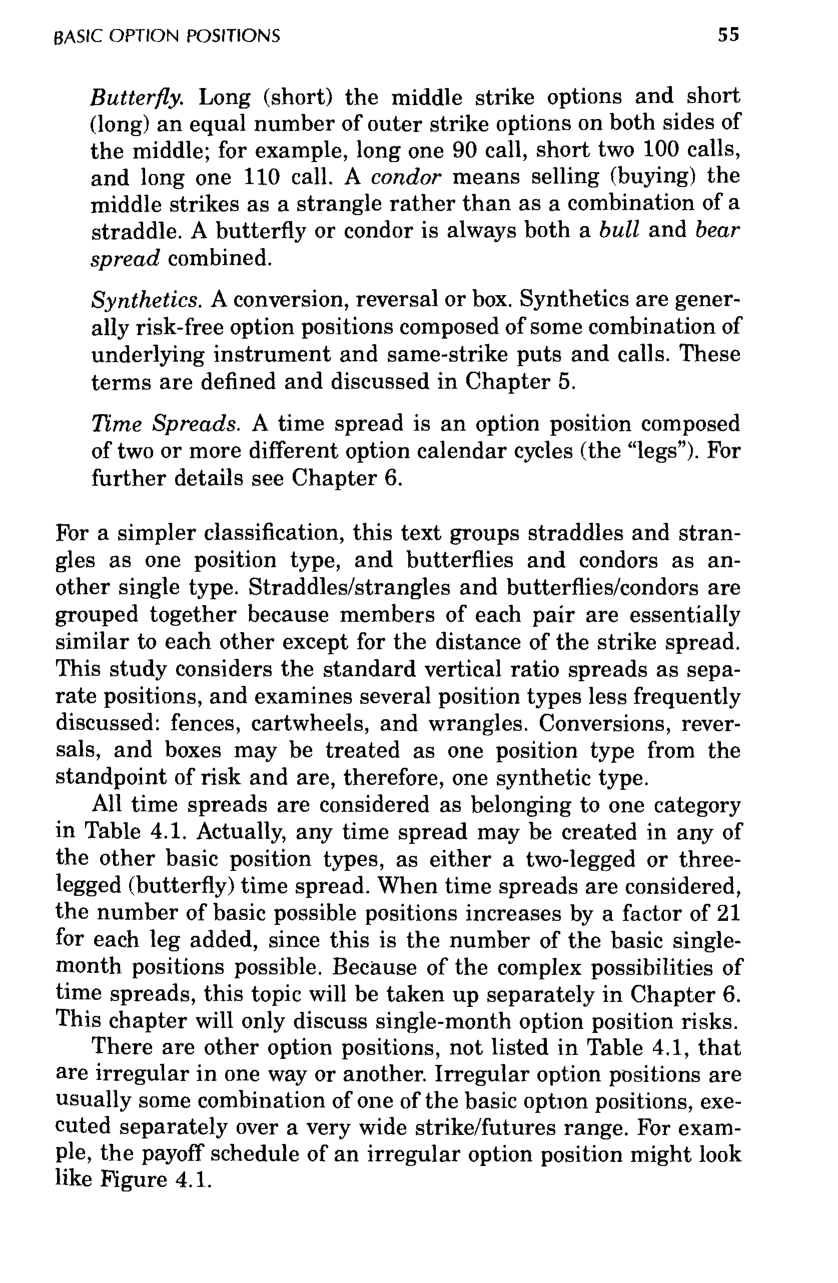 BASIC OPTION POSITIONS 55
Butterfly. Long (short) the middle strike options and short
(long) an equal number of outer strike options on both sides of
the middle; for example, long one 90 call, short two 100 calls,
and long one 110 call. A condor means selling (buying) the
middle strikes as a strangle rather than as a combination of a
straddle. A butterfly or condor is always both a bull and bear
spread combined.
Synthetics. A conversion, reversal or box. Synthetics are gener-
ally risk-free option positions composed of some combination of
underlying instrument and same-strike puts and calls. These
terms are defined and discussed in Chapter 5.
Time Spreads. A time spread is an option position composed
of two or more different option calendar cycles (the “legs”). For
further details see Chapter 6.
For a simpler classification, this text groups straddles and stran-
gles as one position type, and butterflies and condors as an-
other single type. Straddles/strangles and butterflies/condors are
grouped together because members of each pair are essentially
similar to each other except for the distance of the strike spread.
This study considers the standard vertical ratio spreads as sepa-
rate positions, and examines several position types less frequently
discussed: fences, cartwheels, and wrangles. Conversions, rever-
sals, and boxes may be treated as one position type from the
standpoint of risk and are, therefore, one synthetic type.
All time spreads are considered as belonging to one category
in Table 4.1. Actually, any time spread may be created in any of
the other basic position types, as either a two-legged or three-
legged (butterfly) time spread. When time spreads are considered,
the number of basic possible positions increases by a factor of 21
for each leg added, since this is the number of the basic single-
month positions possible. Because of the complex possibilities of
time spreads, this topic will be taken up separately in Chapter 6.
This chapter will only discuss single-month option position risks.
There are other option positions, not listed in Table 4.1, that
are irregular in one way or another. Irregular option positions are
usually some combination of one of the basic option positions, exe-
cuted separately over a very wide strike/futures range. For exam-
ple, the payoff schedule of an irregular option position might look
like Figure 4.1.